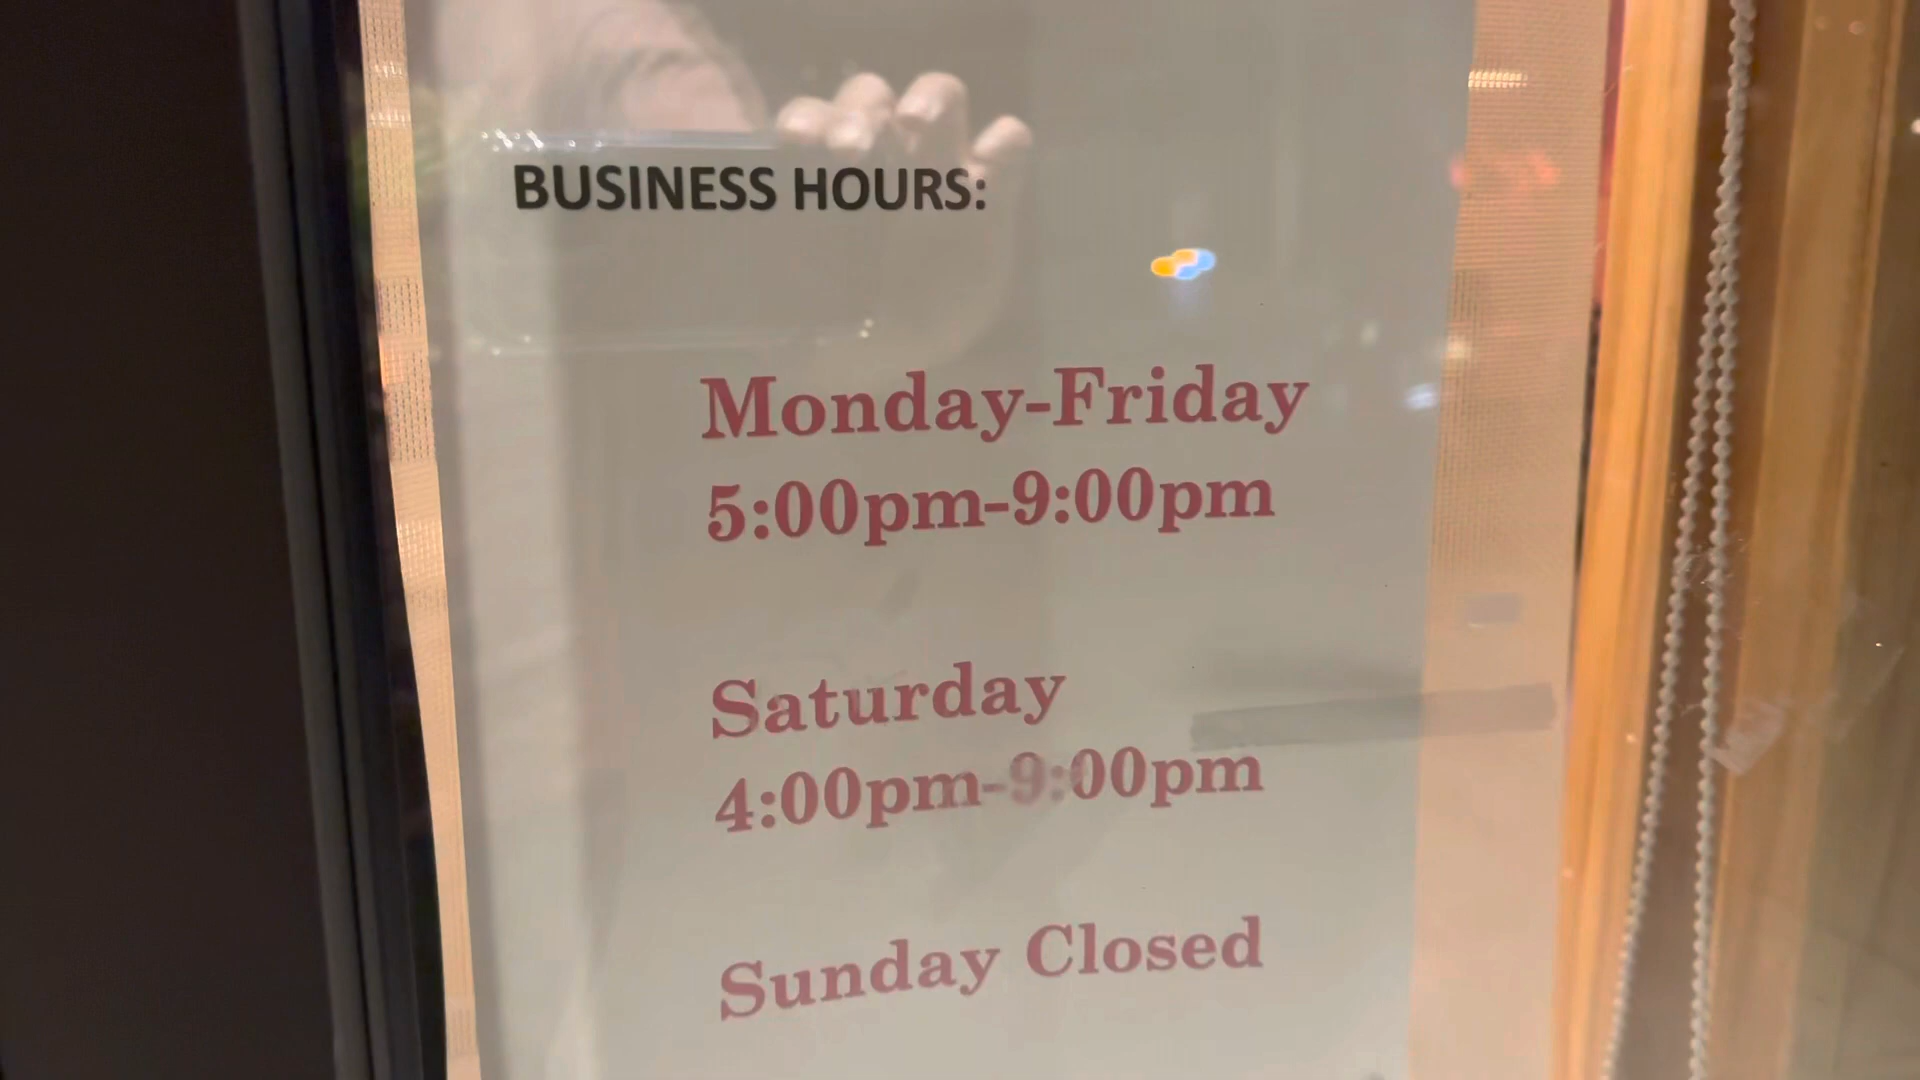 BUSINESS HOURS:
Monday-Friday
5:00pm-9:00pm
Saturday
4:00pm-9:00pm
Sunday Closed